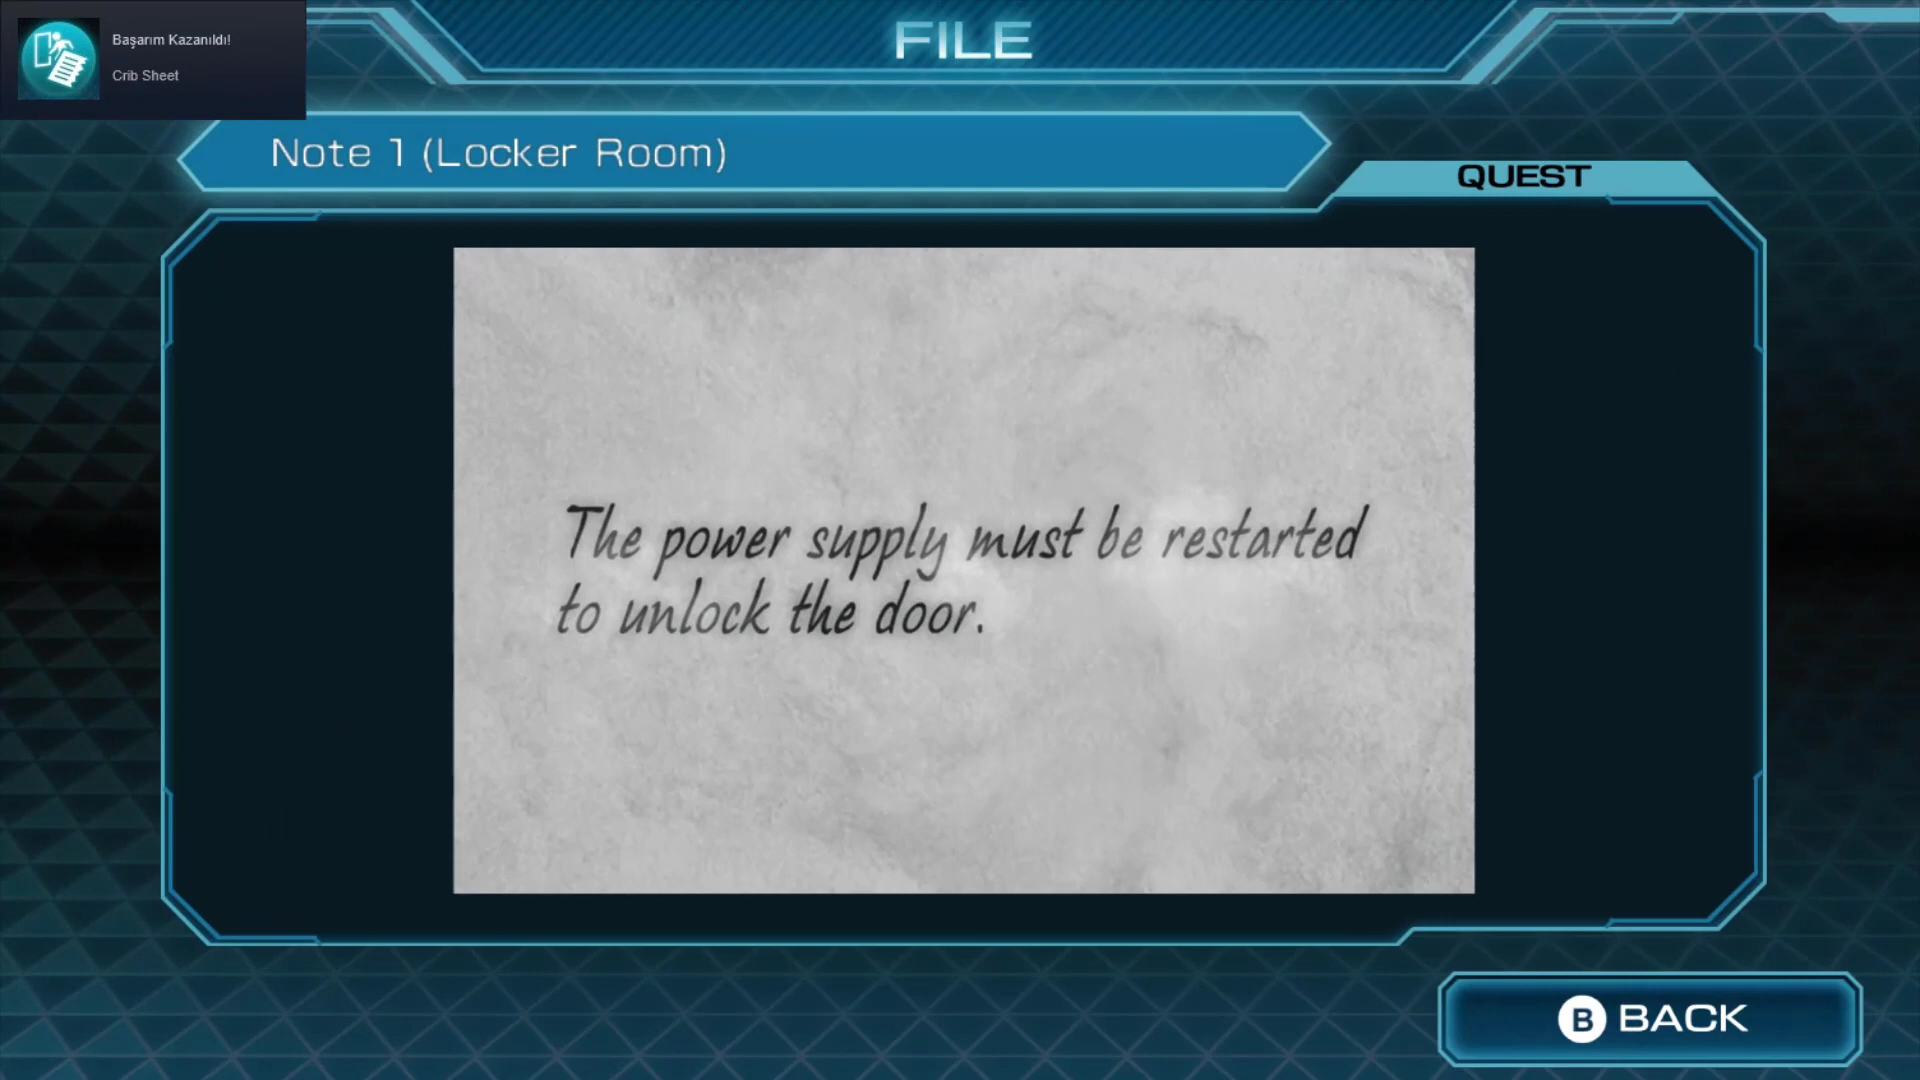 Başarım Kazanıldı!
Crib Sheet
FILE
Note 1 (Locker Room)
QUEST
The power supply must be restarted
to unlock the door.
B BACK